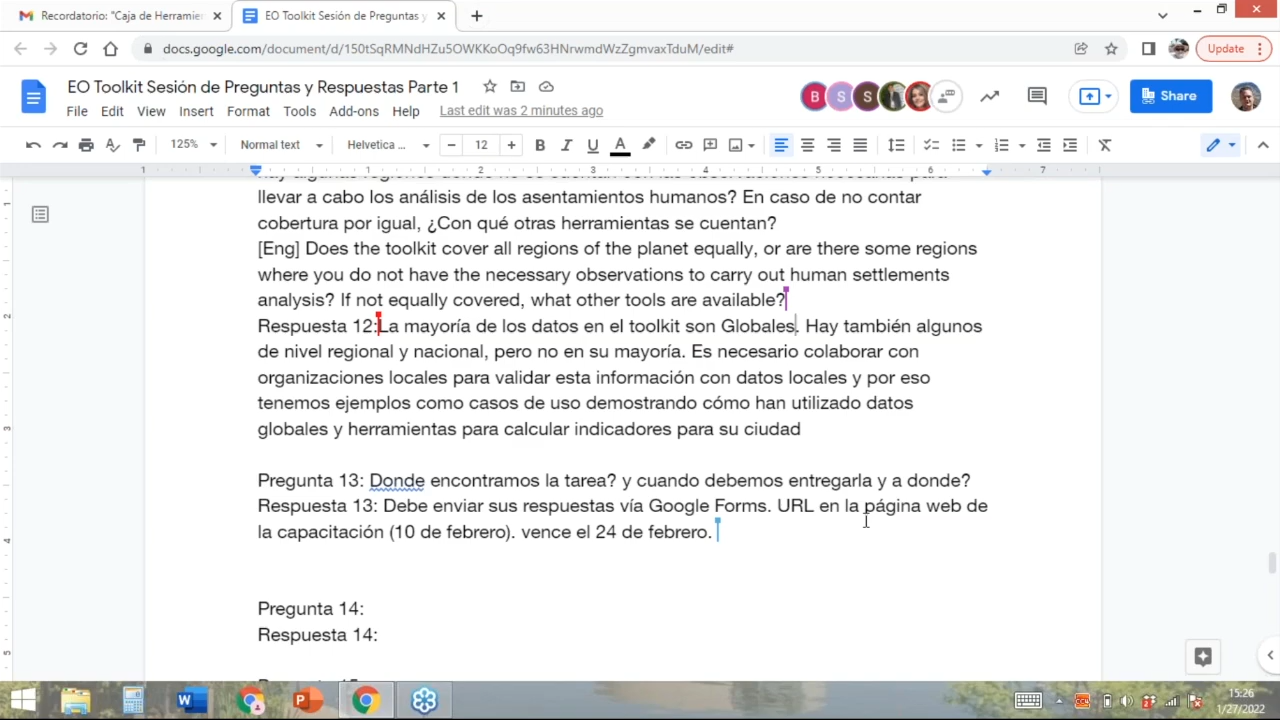 Recordatorio: "Caja de Herramien
EO Toolkit Sesión de Preguntas y
docs.google.com/document/d/150tSqRMNdHZu5OWKKoOq9fw63HNrwmdWzZgmvaxTduM/edit#
Update
EO Toolkit Sesión de Preguntas y Respuestas Parte 1
B S S
Share
File Edit View Insert Format Tools Add-ons Help Last edit was 2 minutes ago
125% Normal text Helvetica ... 12 B I U A
1 1 2 3 4 5 6 7
llevar a cabo los análisis de los asentamientos humanos? En caso de no contar
cobertura por igual, ¿Con qué otras herramientas se cuentan?
[Eng] Does the toolkit cover all regions of the planet equally, or are there some regions
where you do not have the necessary observations to carry out human settlements
analysis? If not equally covered, what other tools are available?
Respuesta 12:La mayoría de los datos en el toolkit son Globales. Hay también algunos
de nivel regional y nacional, pero no en su mayoría. Es necesario colaborar con
organizaciones locales para validar esta información con datos locales y por eso
tenemos ejemplos como casos de uso demostrando cómo han utilizado datos
globales y herramientas para calcular indicadores para su ciudad
Pregunta 13: Donde encontramos la tarea? y cuando debemos entregarla y a donde?
Respuesta 13: Debe enviar sus respuestas vía Google Forms. URL en la página web de
la capacitación (10 de febrero). vence el 24 de febrero.
Pregunta 14:
Respuesta 14:
15:26
1/27/2022